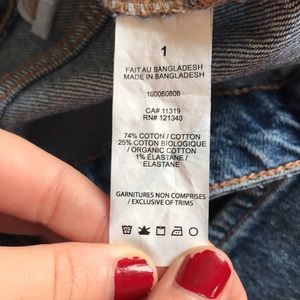 1
FAIT AU BANGLADESH
MADE IN BANGLADESH
100060808
CA# 11319
RN# 121340
74% COTON / COTTON
25% COTON BIOLOGIQUE
/ ORGANIC COTTON
1% ÉLASTANE /
ELASTANE
GARNITURES NON COMPRISES
/ EXCLUSIVE OF TRIMS